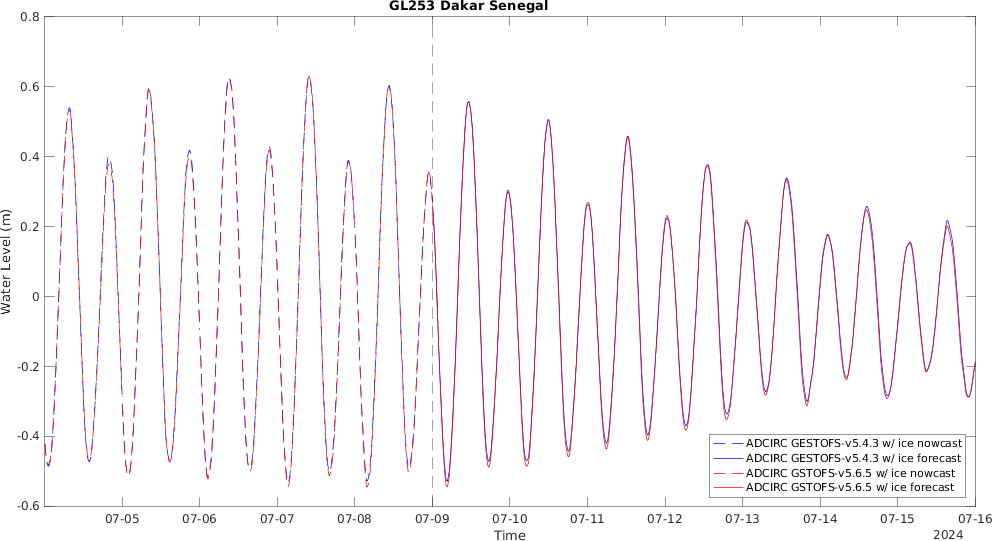 GL253 Dakar Senegal
0.8
0.6
0.4
0.2
0
-0.2
-0.4
-0.6
Water Level (m)
ADCIRC GESTOFS-v5.4.3 w/ ice nowcast
ADCIRC GESTOFS-v5.4.3 w/ ice forecast
ADCIRC GSTOFS-v5.6.5 w/ ice nowcast
ADCIRC GSTOFS-v5.6.5 w/ ice forecast
07-05 07-06 07-07 07-08 07-09 07-10 07-11 07-12 07-13 07-14 07-15 07-16
Time
2024